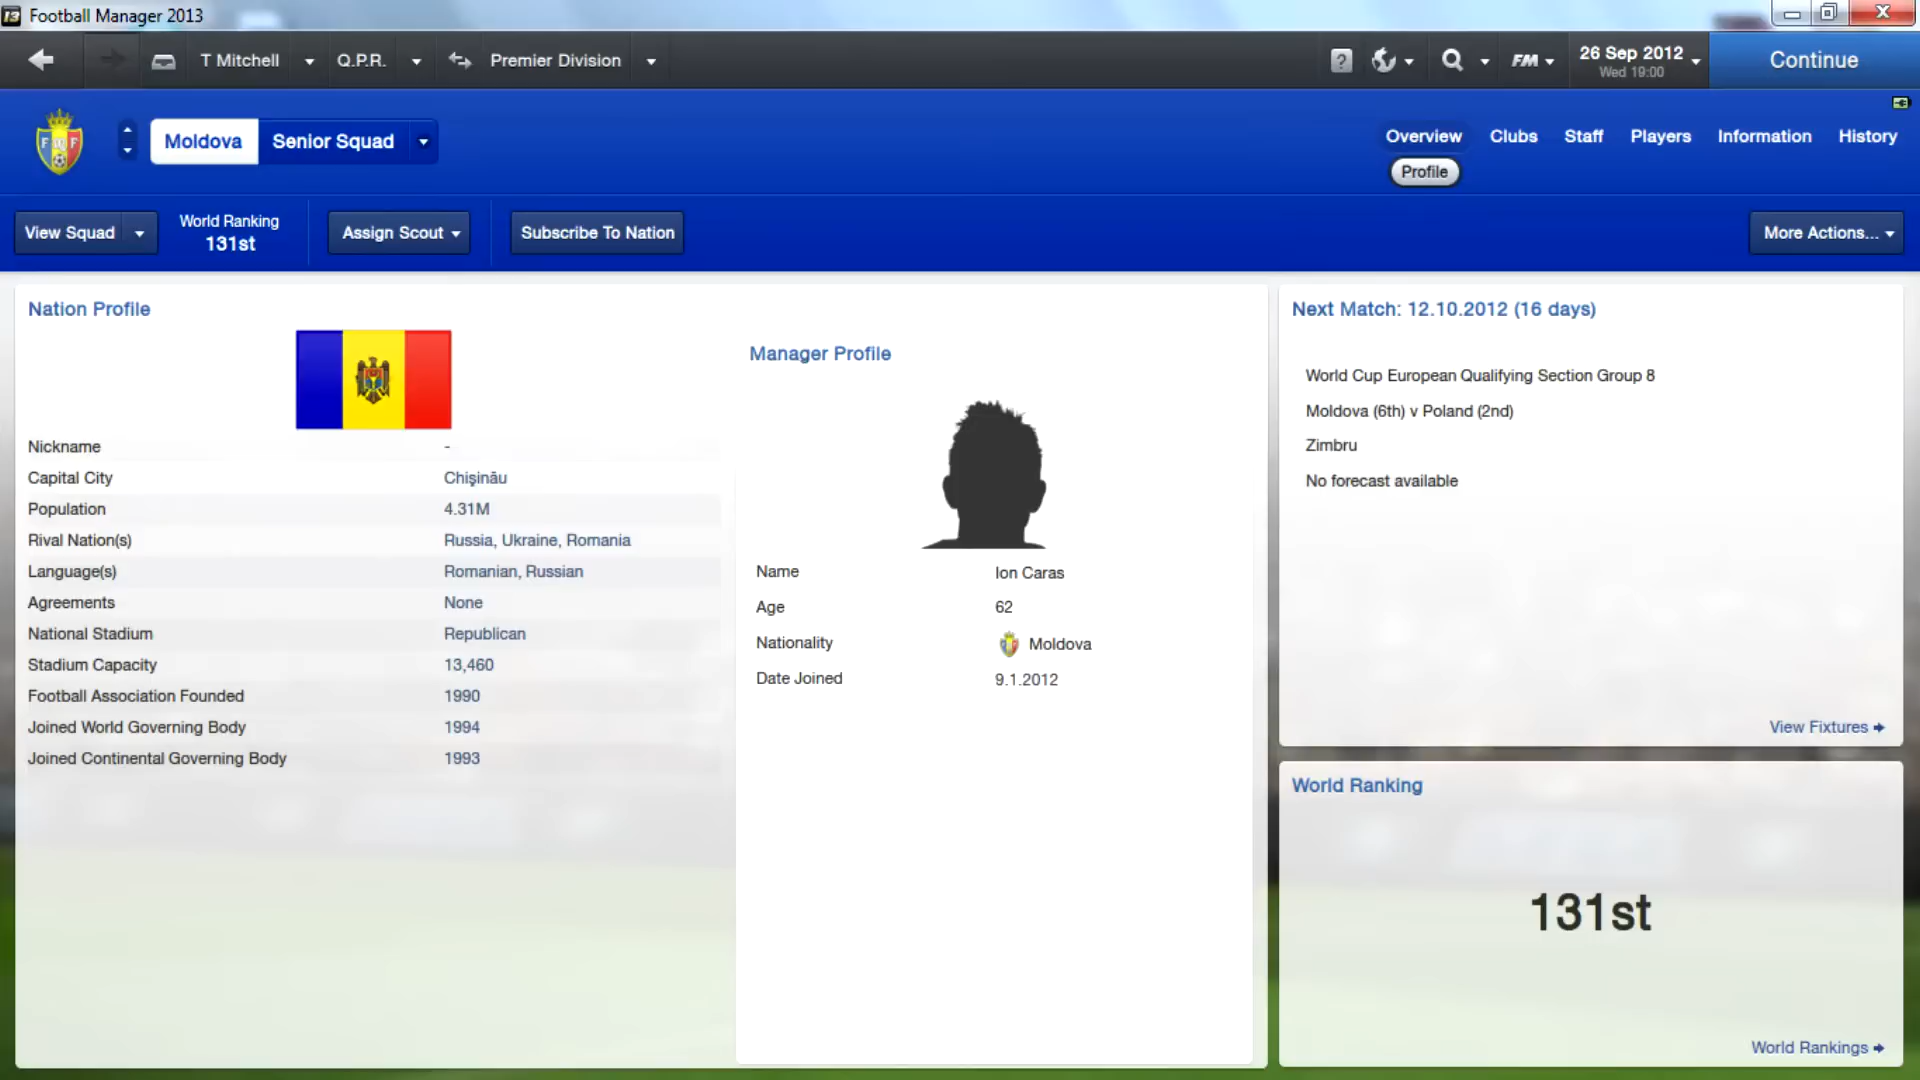 Football Manager 2013
T Mitchell
Q.P.R.
Premier Division
FM
26 Sep 2012
Wed 19:00
Continue
Moldova
Senior Squad
Overview
Clubs
Staff
Players
Information
History
Profile
View Squad
World Ranking
131st
Assign Scout
Subscribe To Nation
More Actions...
Nation Profile
Nickname -
Capital City Chişinău
Population 4.31M
Rival Nation(s) Russia, Ukraine, Romania
Language(s) Romanian, Russian
Agreements None
National Stadium Republican
Stadium Capacity 13,460
Football Association Founded 1990
Joined World Governing Body 1994
Joined Continental Governing Body 1993
Manager Profile
Name Ion Caras
Age 62
Nationality Moldova
Date Joined 9.1.2012
Next Match: 12.10.2012 (16 days)
World Cup European Qualifying Section Group 8
Moldova (6th) v Poland (2nd)
Zimbru
No forecast available
View Fixtures
World Ranking
131st
World Rankings